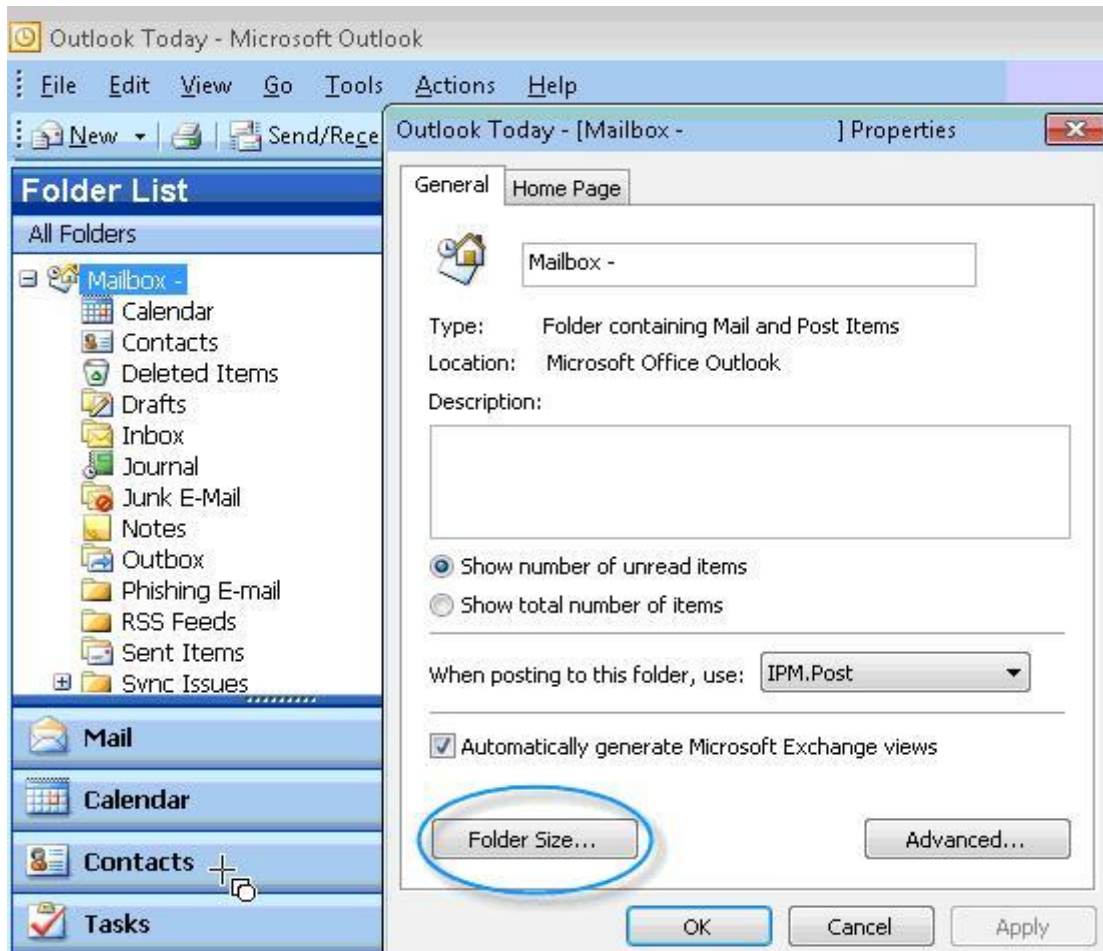 Outlook Today - Microsoft Outlook
File Edit View Go Tools Actions Help
New Send/Rece
Folder List
All Folders
Mailbox -
Calendar
Contacts
Deleted Items
Drafts
Inbox
Journal
Junk E-Mail
Notes
Outbox
Phishing E-mail
RSS Feeds
Sent Items
Sync Issues
Mail
Calendar
Contacts
Tasks
Outlook Today - [Mailbox - ] Properties
General Home Page
Mailbox -
Type: Folder containing Mail and Post Items
Location: Microsoft Office Outlook
Description:
Show number of unread items
Show total number of items
When posting to this folder, use: IPM.Post
Automatically generate Microsoft Exchange views
Folder Size... Advanced...
OK Cancel Apply